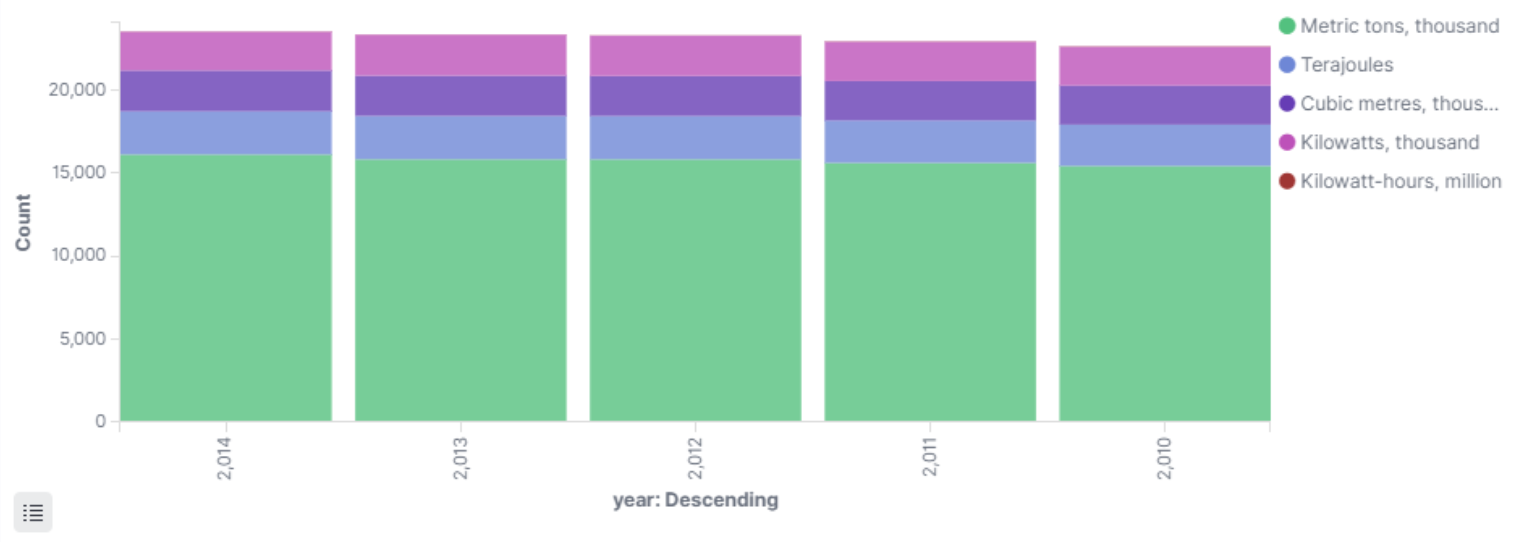 Metric tons, thousand
Terajoules
Cubic metres, thous...
Kilowatts, thousand
Kilowatt-hours, million
Count
20,000
15,000
10,000
5,000
0
2,014
2,013
2,012
2,011
2,010
year: Descending